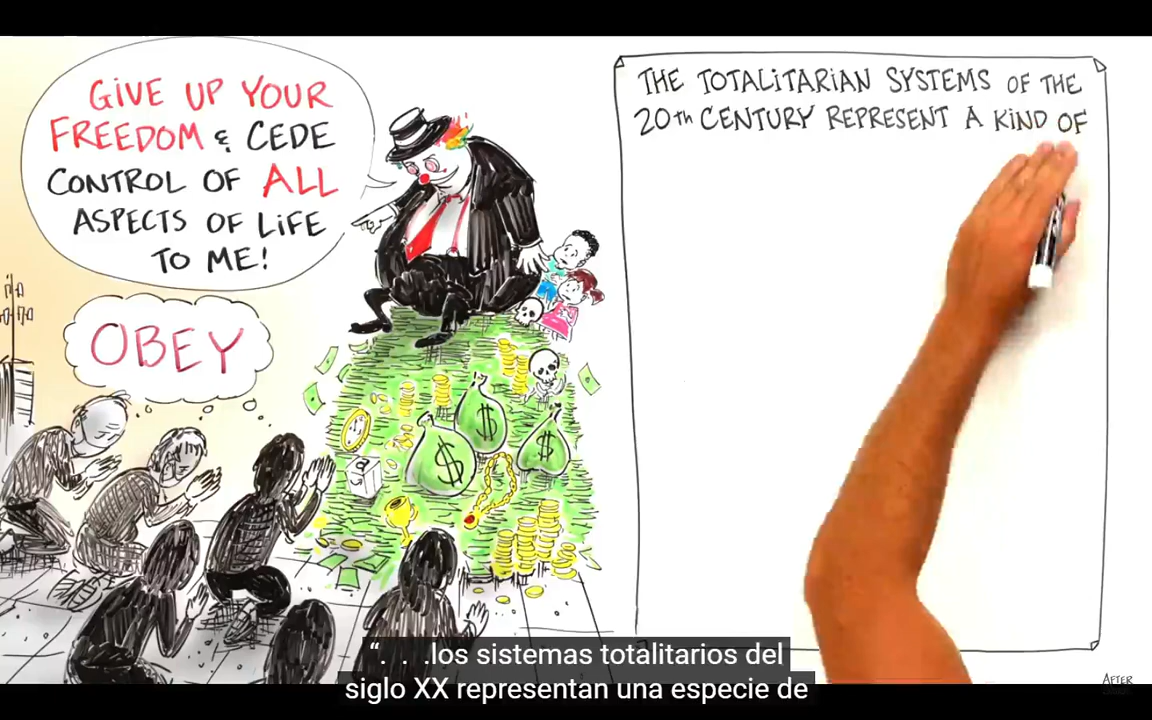 GIVE UP YOUR
FREEDOM & CEDE
CONTROL OF ALL
ASPECTS OF LIFE
TO ME!
OBEY
THE TOTALITARIAN SYSTEMS OF THE
20th CENTURY REPRESENT A KIND OF
$
$
$
“. . .los sistemas totalitarios del
siglo XX representan una especie de
AFTER